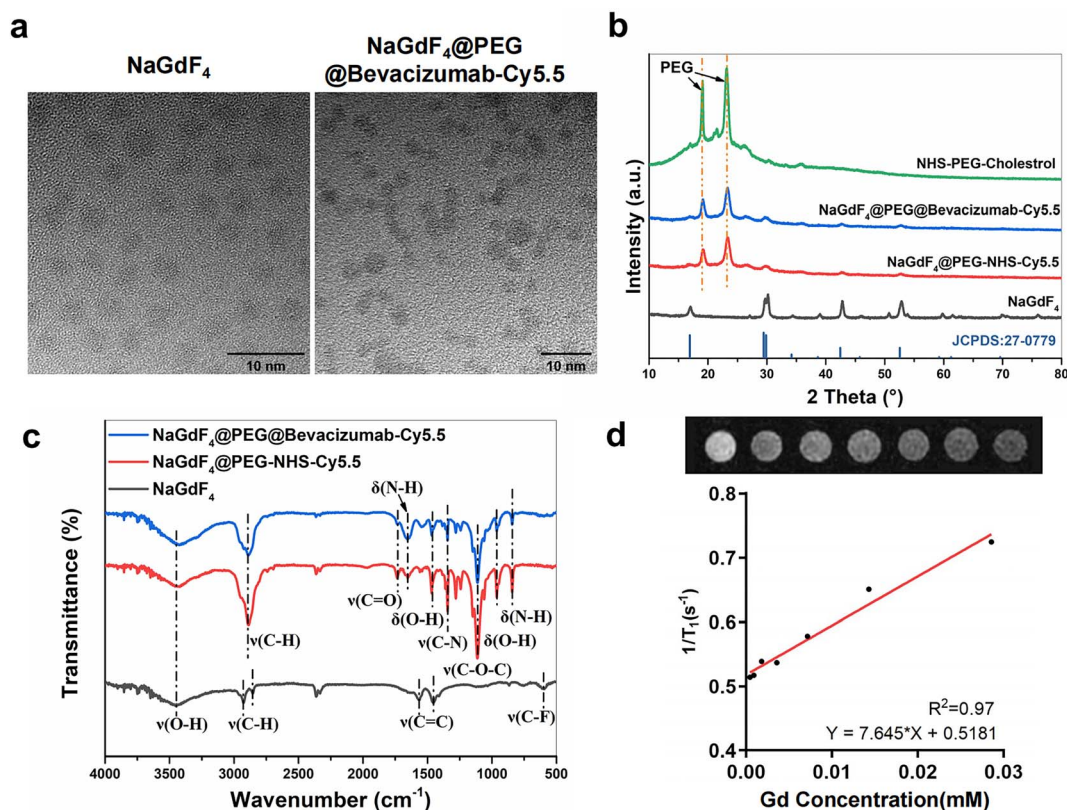 a
NaGdF₄
NaGdF₄@PEG
@Bevacizumab-Cy5.5
10 nm
10 nm
b
PEG
NHS-PEG-Cholestrol
NaGdF₄@PEG@Bevacizumab-Cy5.5
NaGdF₄@PEG-NHS-Cy5.5
NaGdF₄
JCPDS:27-0779
Intensity (a.u.)
10 20 30 40 50 60 70 80
2 Theta (°)
c
NaGdF₄@PEG@Bevacizumab-Cy5.5
NaGdF₄@PEG-NHS-Cy5.5
NaGdF₄
δ(N-H)
ν(C=O)
δ(O-H)
δ(N-H)
ν(C-H)
ν(C-N)
δ(O-H)
ν(C-O-C)
ν(O-H)
ν(C-H)
ν(C=C)
ν(C-F)
Transmittance (%)
4000 3500 3000 2500 2000 1500 1000 500
Wavenumber (cm⁻¹)
d
0.8
0.7
0.6
0.5
0.4
1/T₁(s⁻¹)
R²=0.97
Y = 7.645*X + 0.5181
0.00 0.01 0.02 0.03
Gd Concentration(mM)